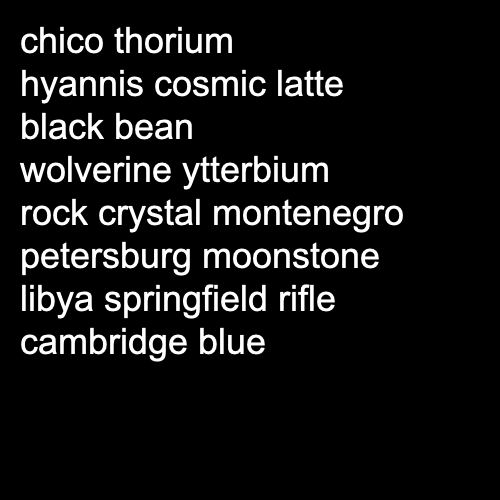 chico thorium
hyannis cosmic latte
black bean
wolverine ytterbium
rock crystal montenegro
petersburg moonstone
libya springfield rifle
cambridge blue